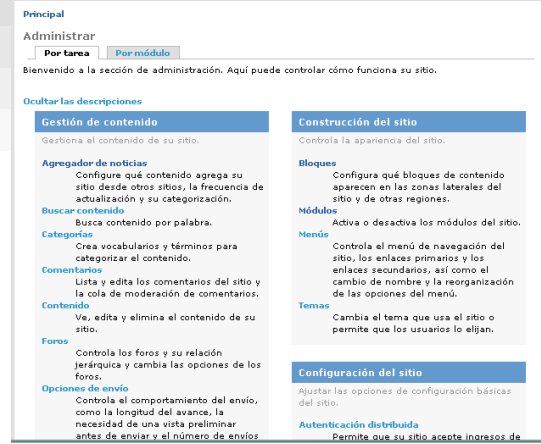 Principal
Administrar
Por tarea
Por módulo
Bienvenido a la sección de administración. Aquí puede controlar cómo funciona su sitio.
Ocultar las descripciones
Gestión de contenido
Gestiona el contenido de su sitio.
Agregador de noticias
Configure qué contenido agrega su
sitio desde otros sitios, la frecuencia de
actualización y su categorización.
Buscar contenido
Busca contenido por palabra.
Categorías
Crea vocabularios y términos para
categorizar el contenido.
Comentarios
Lista y edita los comentarios del sitio y
la cola de moderación de comentarios.
Contenido
Ve, edita y elimina el contenido de su
sitio.
Foros
Controla los foros y su relación
jerárquica y cambia las opciones de los
foros.
Opciones de envío
Controla el comportamiento del envío,
como la longitud del avance, la
necesidad de una vista preliminar
antes de enviar y el número de envíos
Construcción del sitio
Controla la apariencia del sitio.
Bloques
Configura qué bloques de contenido
aparecen en las zonas laterales del
sitio y de otras regiones.
Módulos
Activa o desactiva los módulos del sitio.
Menús
Controla el menú de navegación del
sitio, los enlaces primarios y los
enlaces secundarios, así como el
cambio de nombre y la reorganización
de las opciones del menú.
Temas
Cambia el tema que usa el sitio o
permite que los usuarios lo elijan.
Configuración del sitio
Ajustar las opciones de configuración básicas
del sitio.
Autenticación distribuida
Permite que su sitio acepte ingresos de